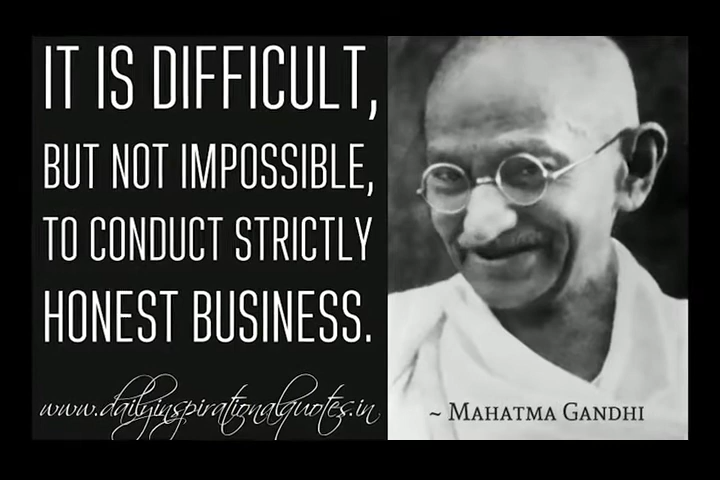 IT IS DIFFICULT,
BUT NOT IMPOSSIBLE,
TO CONDUCT STRICTLY
HONEST BUSINESS.
www.dailyinspirationalquotes.in
~ MAHATMA GANDHI